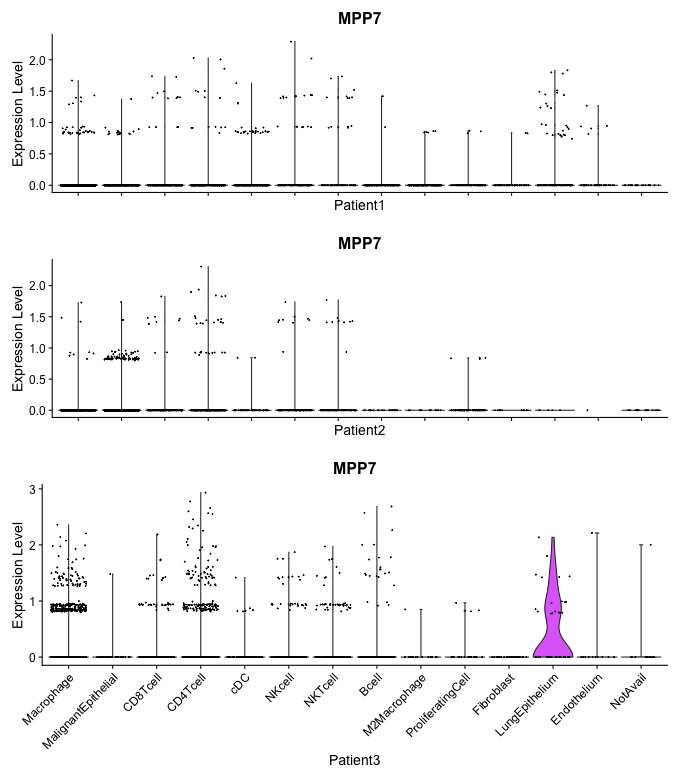 MPP7
Expression Level
2.0
1.5
1.0
0.5
0.0
Patient1
MPP7
Expression Level
2.0
1.5
1.0
0.5
0.0
Patient2
MPP7
Expression Level
3
2
1
0
Macrophage
MalignantEpithelial
CD8Tcell
CD4Tcell
cDC
NKcell
NKTcell
Bcell
M2Macrophage
ProliferatingCell
Fibroblast
LungEpithelium
Endothelium
NotAvail
Patient3